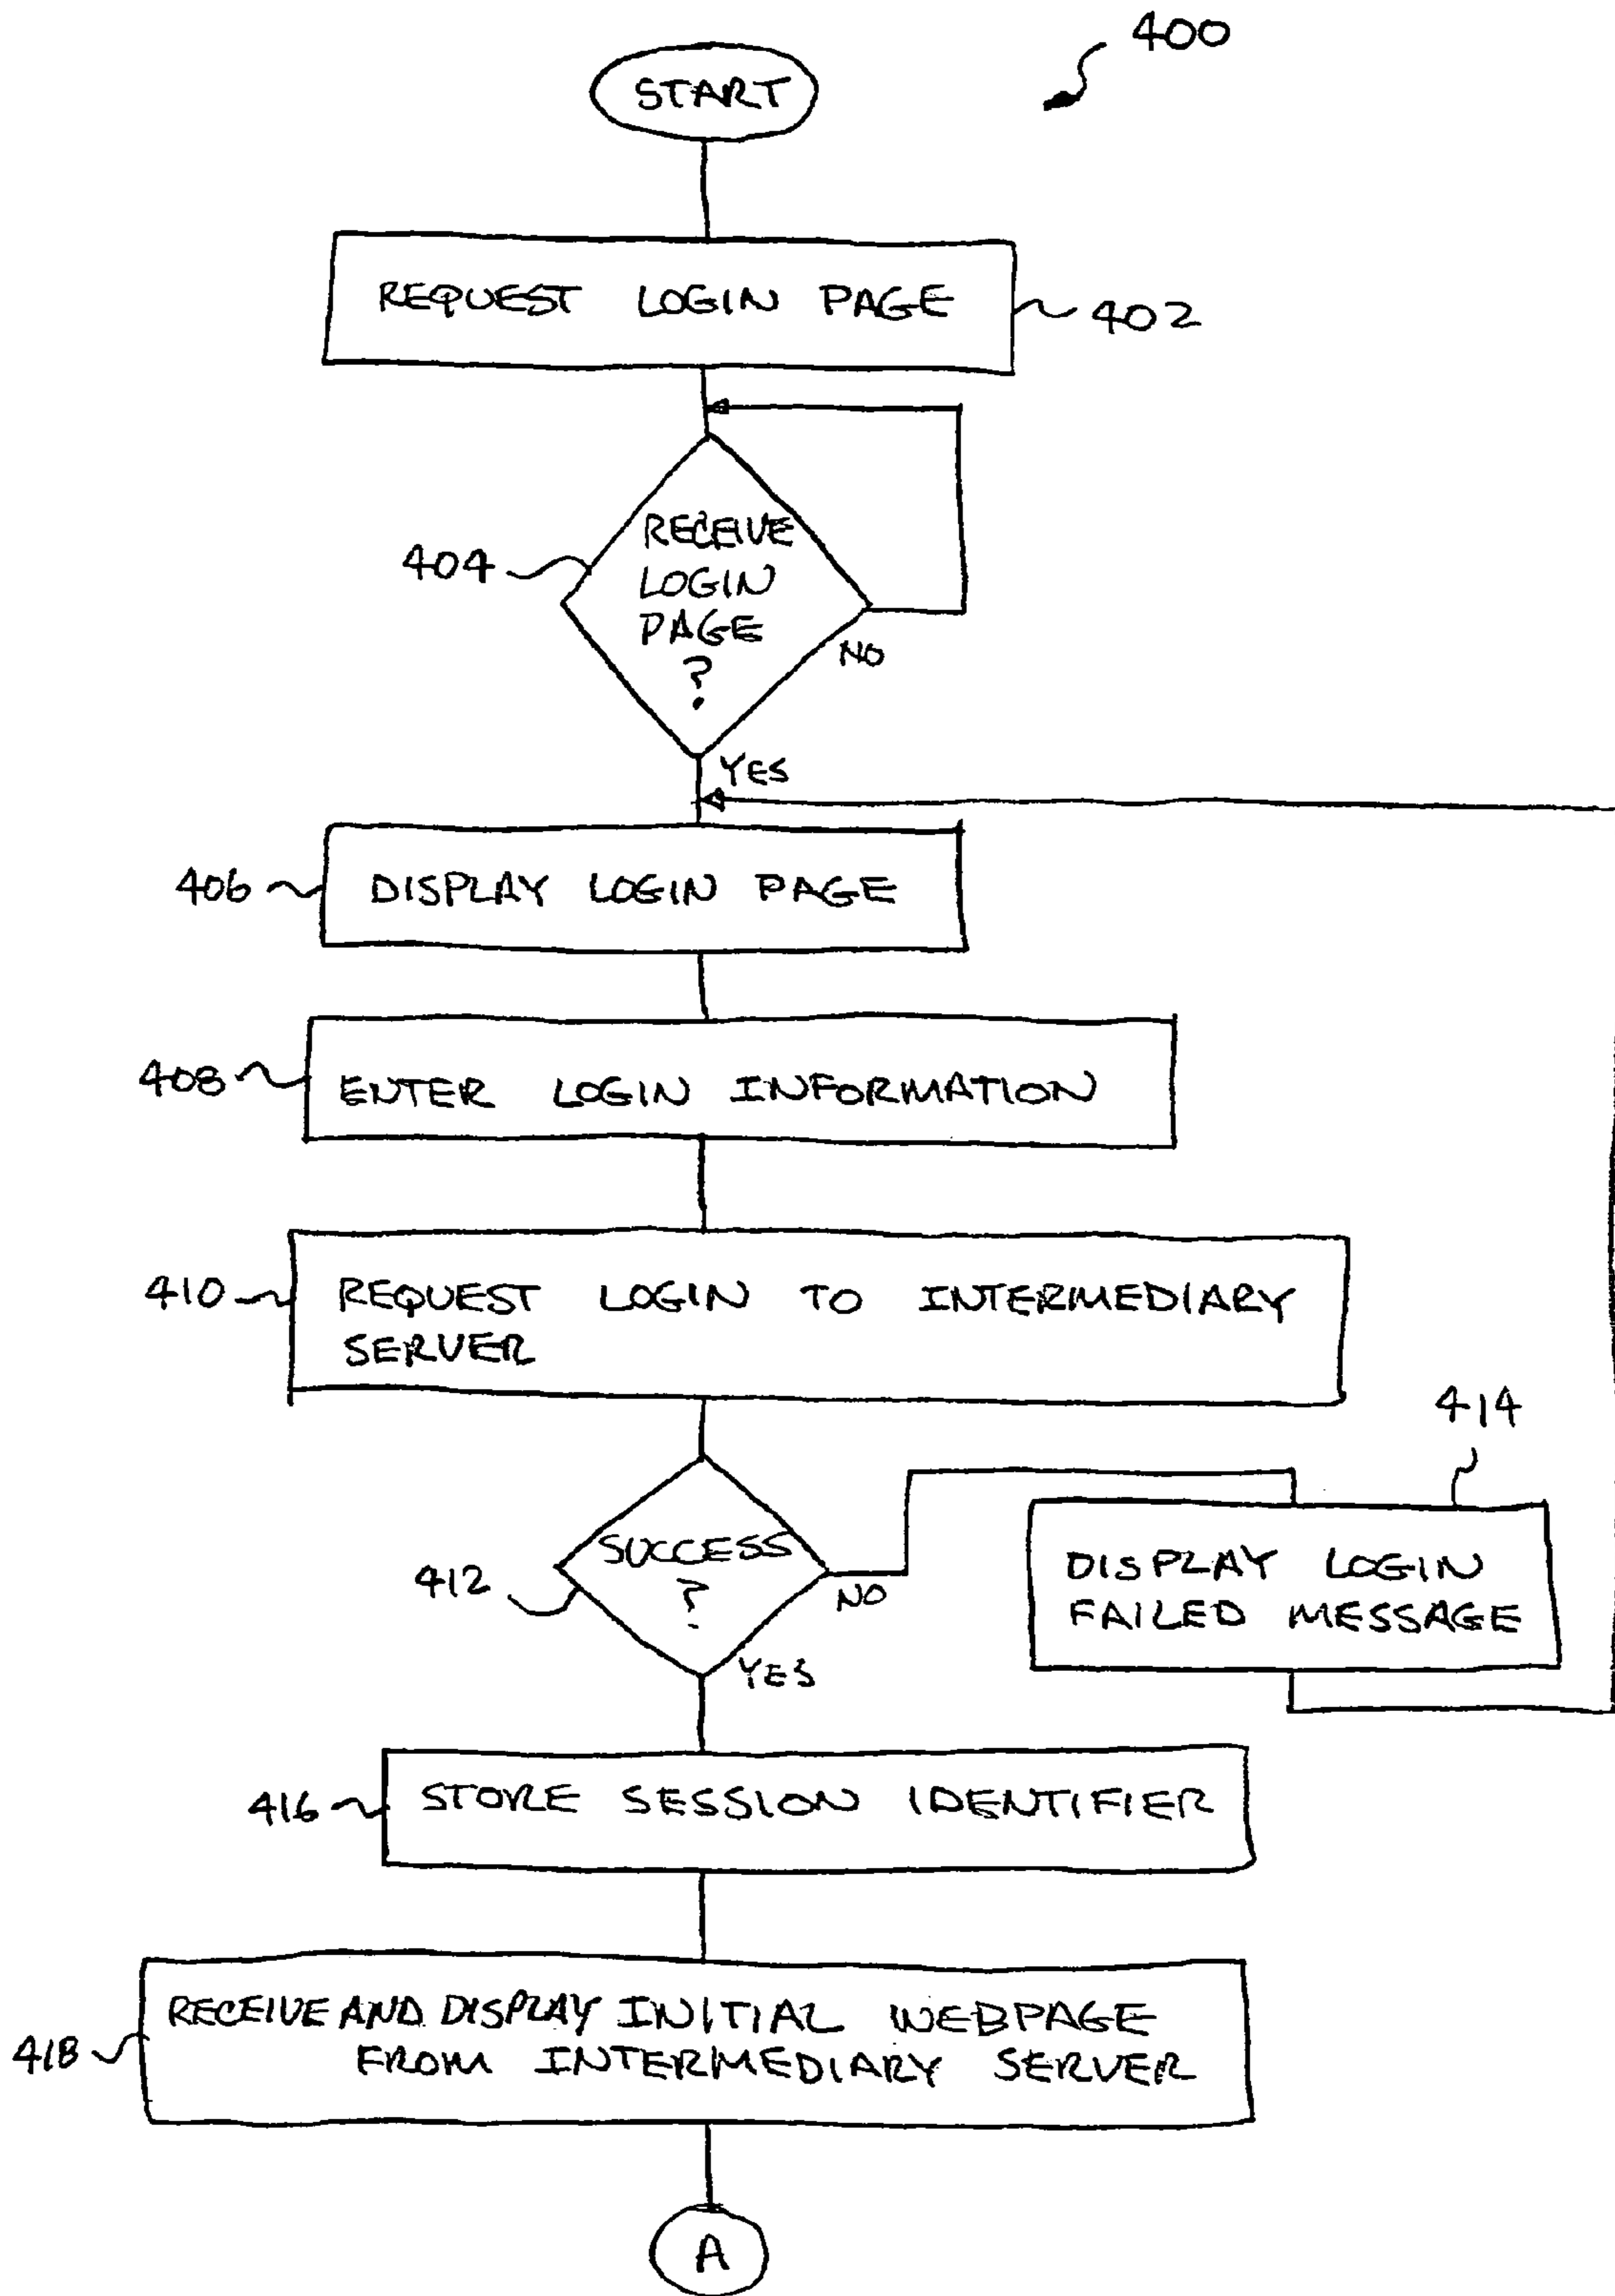 400
START
REQUEST LOGIN PAGE
402
RECEIVE
LOGIN
PAGE
?
404
NO
YES
406
DISPLAY LOGIN PAGE
408
ENTER LOGIN INFORMATION
410
REQUEST LOGIN TO INTERMEDIARY
SERVER
414
412
SUCCESS
?
NO
DISPLAY LOGIN
FAILED MESSAGE
YES
416
STORE SESSION IDENTIFIER
418
RECEIVE AND DISPLAY INITIAL WEBPAGE
FROM INTERMEDIARY SERVER
A